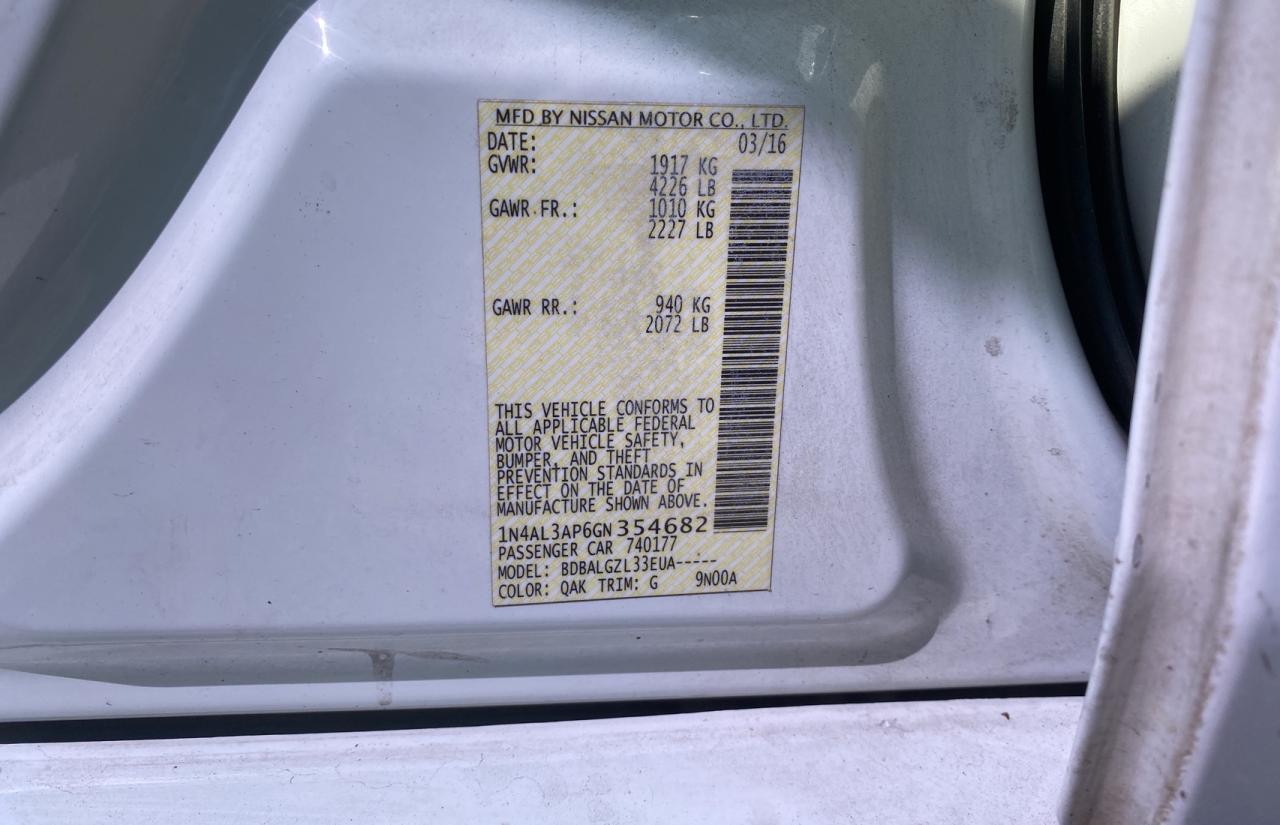 MFD BY NISSAN MOTOR CO., LTD.
DATE: 03/16
GVWR: 1917 KG
4226 LB
GAWR FR.: 1010 KG
2227 LB
GAWR RR.: 940 KG
2072 LB
THIS VEHICLE CONFORMS TO
ALL APPLICABLE FEDERAL
MOTOR VEHICLE SAFETY,
BUMPER, AND THEFT
PREVENTION STANDARDS IN
EFFECT ON THE DATE OF
MANUFACTURE SHOWN ABOVE.
1N4AL3AP6GN354682
PASSENGER CAR 740177
MODEL: BDBALGZL33EUA-----
COLOR: QAK TRIM: G 9N00A